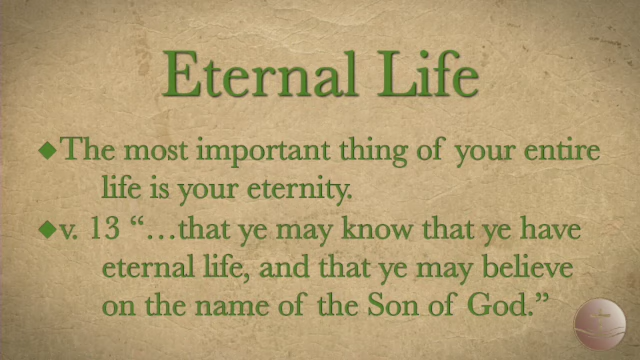 Eternal Life
◆The most important thing of your entire
life is your eternity.
◆v. 13 “…that ye may know that ye have
eternal life, and that ye may believe
on the name of the Son of God.”